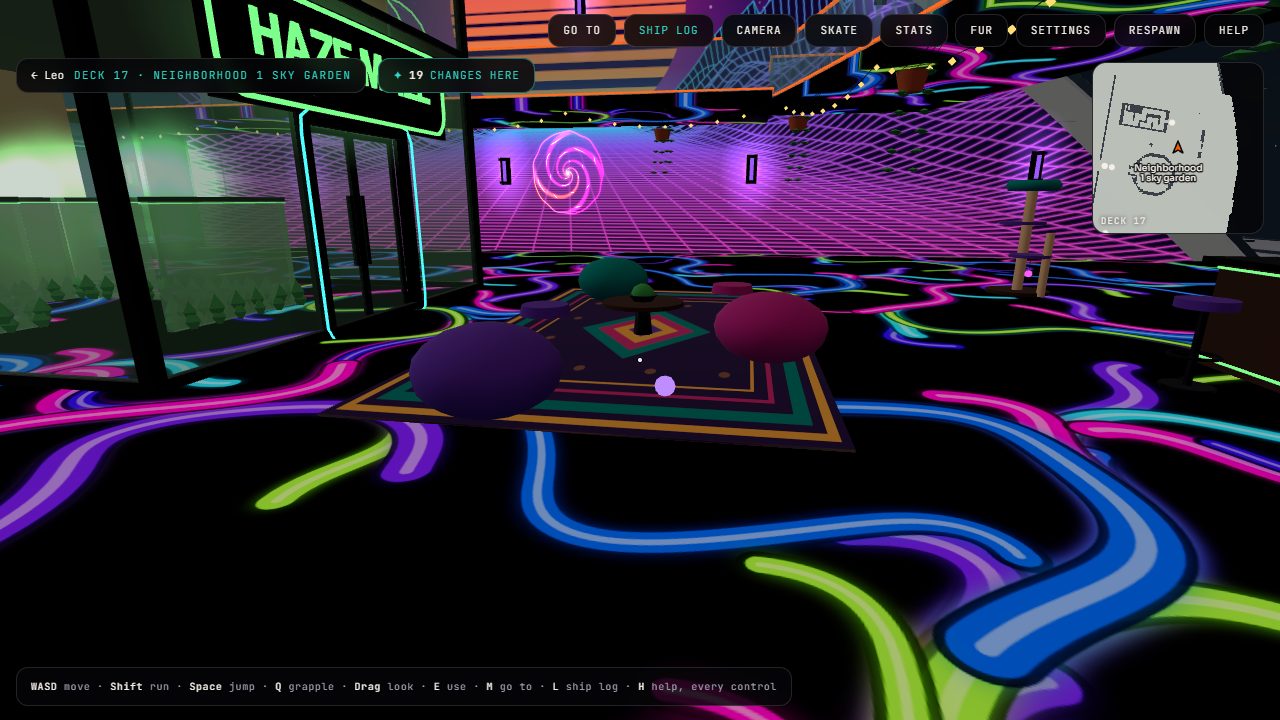 GO TO
SHIP LOG
CAMERA
SKATE
STATS
FUR
SETTINGS
RESPAWN
HELP
← Leo DECK 17 · NEIGHBORHOOD 1 SKY GARDEN
✦ 19 CHANGES HERE
Neighborhood
1 sky garden
DECK 17
WASD move · Shift run · Space jump · Q grapple · Drag look · E use · M go to · L ship log · H help, every control